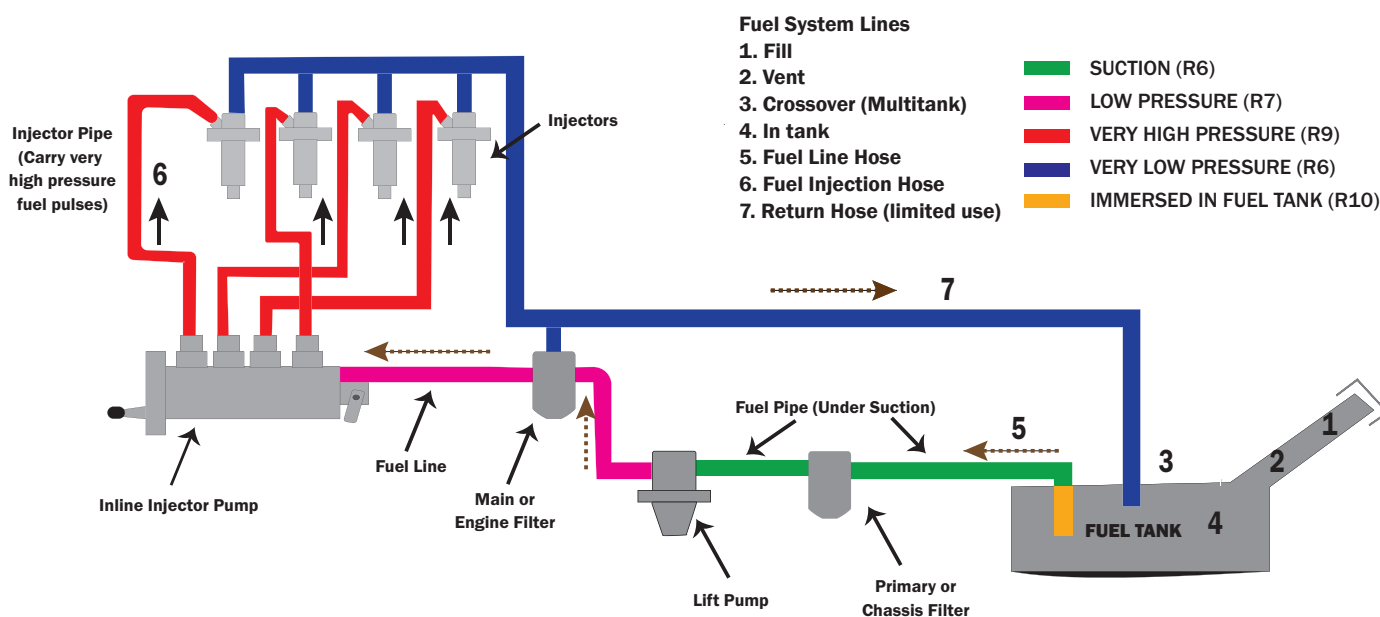 Fuel System Lines
1. Fill
2. Vent
3. Crossover (Multitank)
4. In tank
5. Fuel Line Hose
6. Fuel Injection Hose
7. Return Hose (limited use)
SUCTION (R6)
LOW PRESSURE (R7)
VERY HIGH PRESSURE (R9)
VERY LOW PRESSURE (R6)
IMMERSED IN FUEL TANK (R10)
Injector Pipe
(Carry very
high pressure
fuel pulses)
6
Injectors
7
Fuel Line
Inline Injector Pump
Main or
Engine Filter
Fuel Pipe (Under Suction)
5
Lift Pump
Primary or
Chassis Filter
1
2
3
4
FUEL TANK